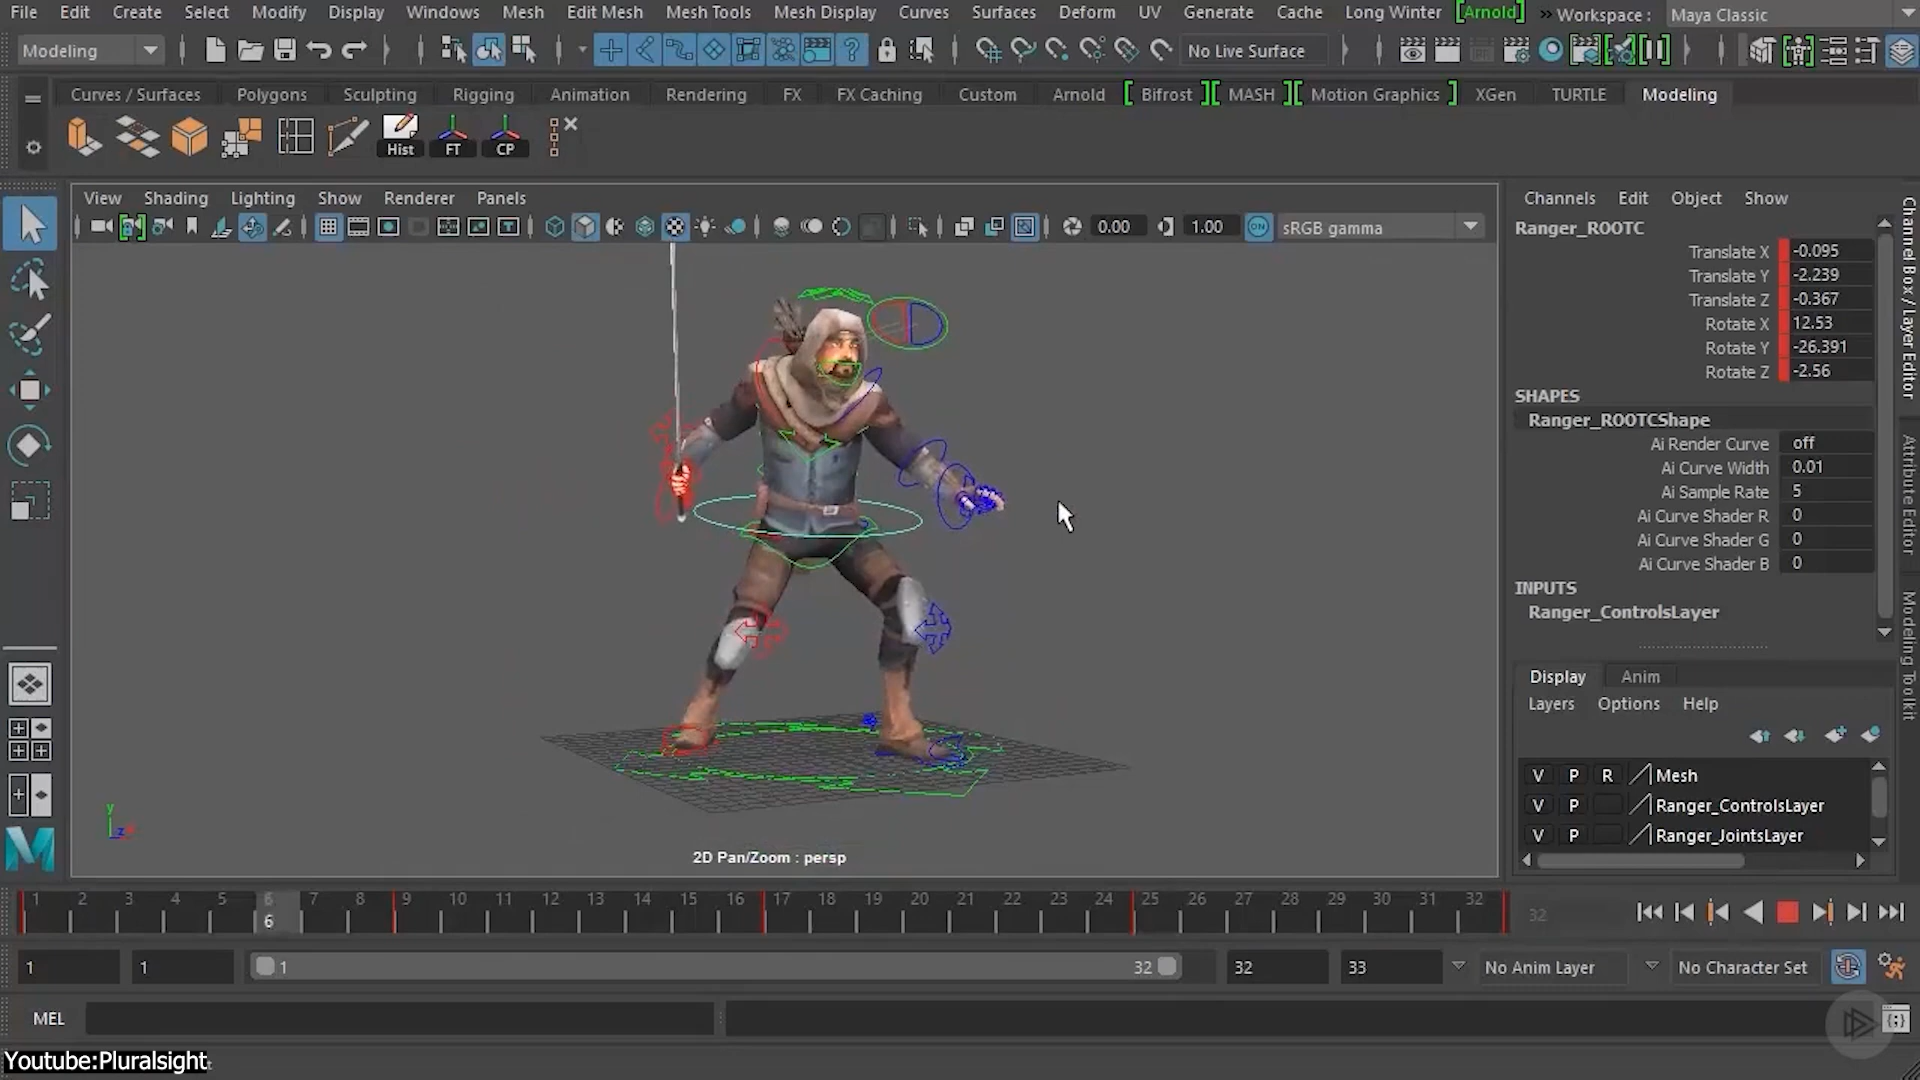 File Edit Create Select Modify Display Windows Mesh Edit Mesh Mesh Tools Mesh Display Curves Surfaces Deform UV Generate Cache Long Winter [Arnold] » Workspace : Maya Classic
Modeling No Live Surface
Curves / Surfaces Polygons Sculpting Rigging Animation Rendering FX FX Caching Custom Arnold [ Bifrost ][ MASH ][ Motion Graphics ] XGen TURTLE Modeling
Hist FT CP
View Shading Lighting Show Renderer Panels
0.00 1.00 ON sRGB gamma
2D Pan/Zoom : persp
y
z
Channels Edit Object Show
Ranger_ROOTC
Translate X -0.095
Translate Y -2.239
Translate Z -0.367
Rotate X 12.53
Rotate Y -26.391
Rotate Z -2.56
SHAPES
Ranger_ROOTCShape
Ai Render Curve off
Ai Curve Width 0.01
Ai Sample Rate 5
Ai Curve Shader R 0
Ai Curve Shader G 0
Ai Curve Shader B 0
INPUTS
Ranger_ControlsLayer
Display Anim
Layers Options Help
V P R Mesh
V P Ranger_ControlsLayer
V P Ranger_JointsLayer
Channel Box / Layer Editor
Attribute Editor
Modeling Toolkit
1 2 3 4 5 6 7 8 9 10 11 12 13 14 15 16 17 18 19 20 21 22 23 24 25 26 27 28 29 30 31 32 32
6
1 1 1 32 32 33 No Anim Layer No Character Set
MEL
Youtube:Pluralsight